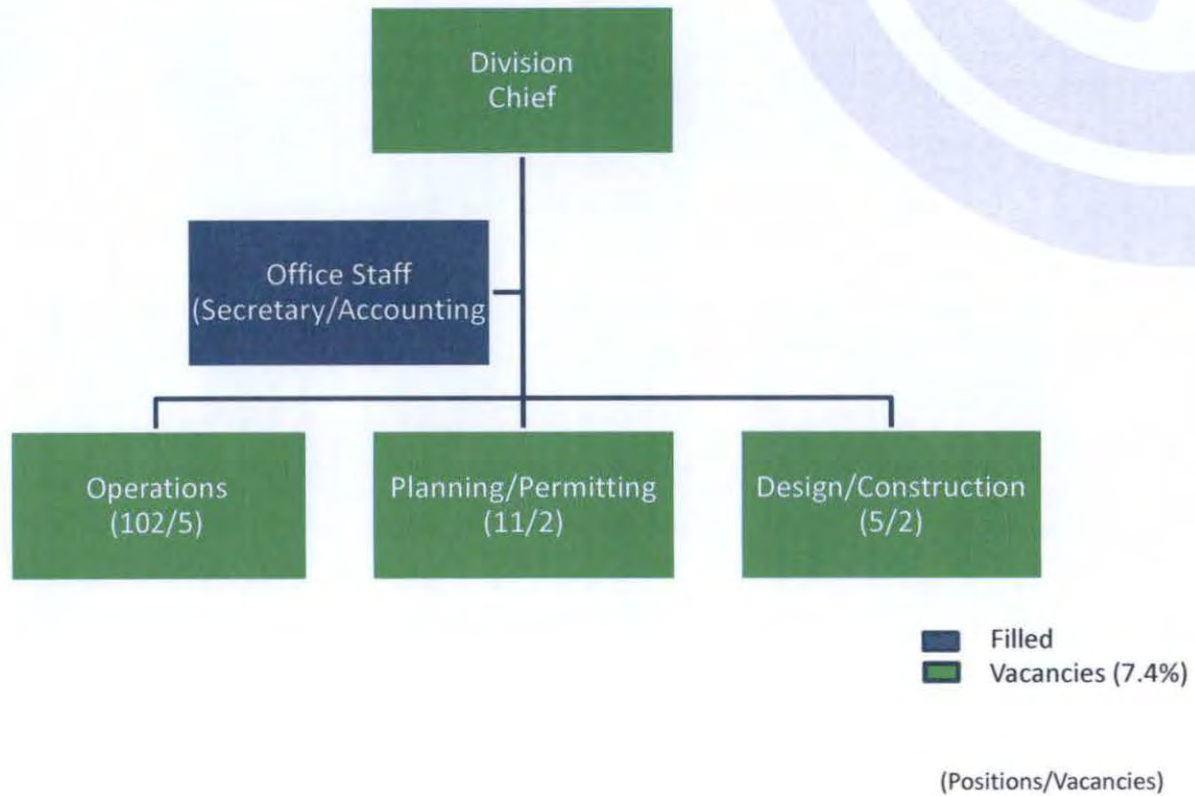 Division
Chief
Office Staff
(Secretary/Accounting
Operations
(102/5)
Planning/Permitting
(11/2)
Design/Construction
(5/2)
Filled
Vacancies (7.4%)
(Positions/Vacancies)